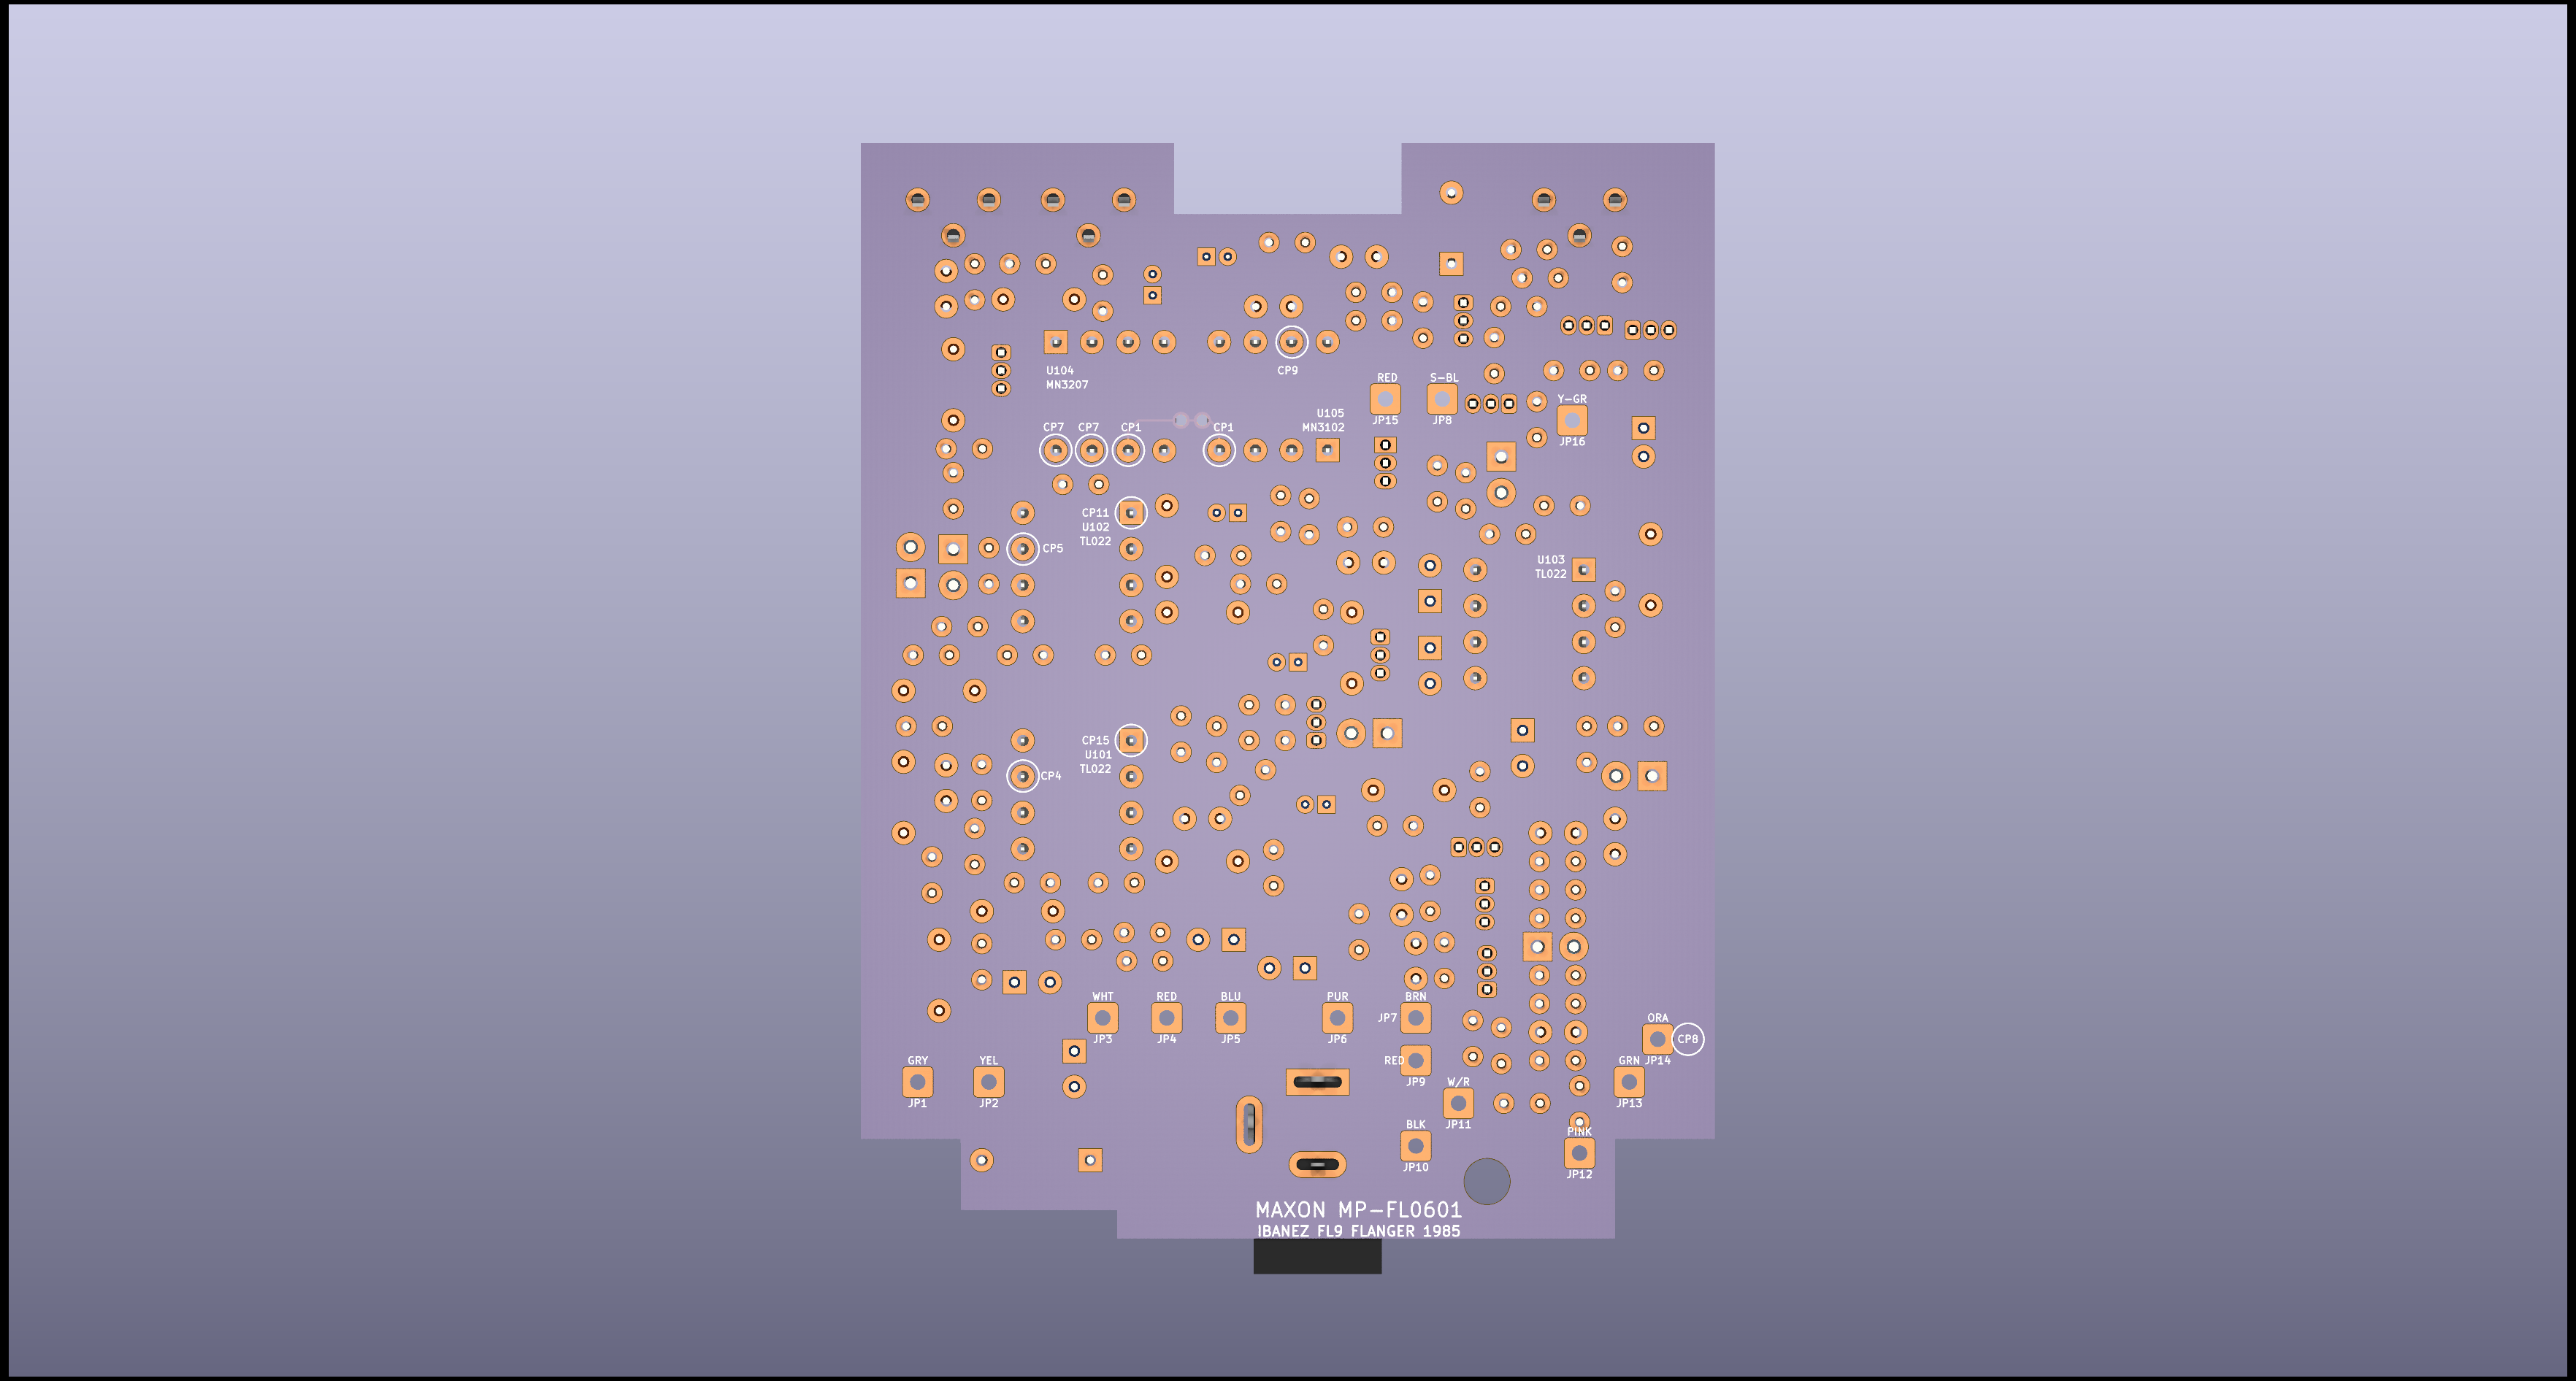 U104
MN3207
CP9
RED
S-BL
JP15
JP8
Y-GR
JP16
U105
MN3102
CP7
CP7
CP1
CP1
CP11
U102
TL022
CP5
U103
TL022
CP15
U101
TL022
CP4
WHT
RED
BLU
PUR
BRN
JP7
JP3
JP4
JP5
JP6
ORA
CP8
GRY
YEL
RED
GRN
JP14
JP1
JP2
JP9
W/R
JP13
JP11
BLK
PINK
JP10
JP12
MAXON MP-FL0601
IBANEZ FL9 FLANGER 1985